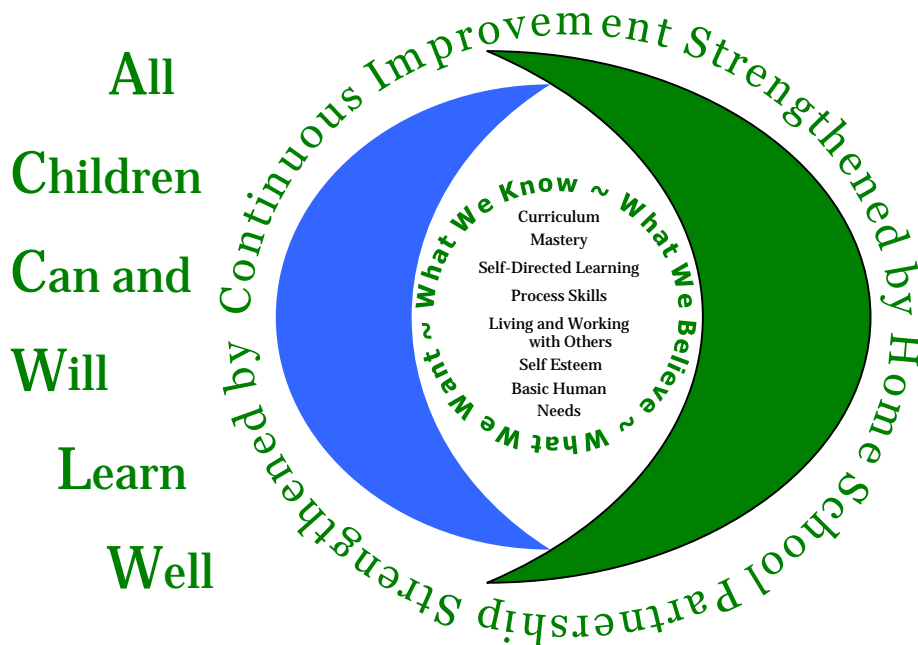 All
Children
Can and
Will
Learn
Well
Strengthened by Continuous Improvement Strengthened by Home School Partnership
What We Know ~ What We Believe ~ What We Want ~
Curriculum
Mastery
Self-Directed Learning
Process Skills
Living and Working
with Others
Self Esteem
Basic Human
Needs